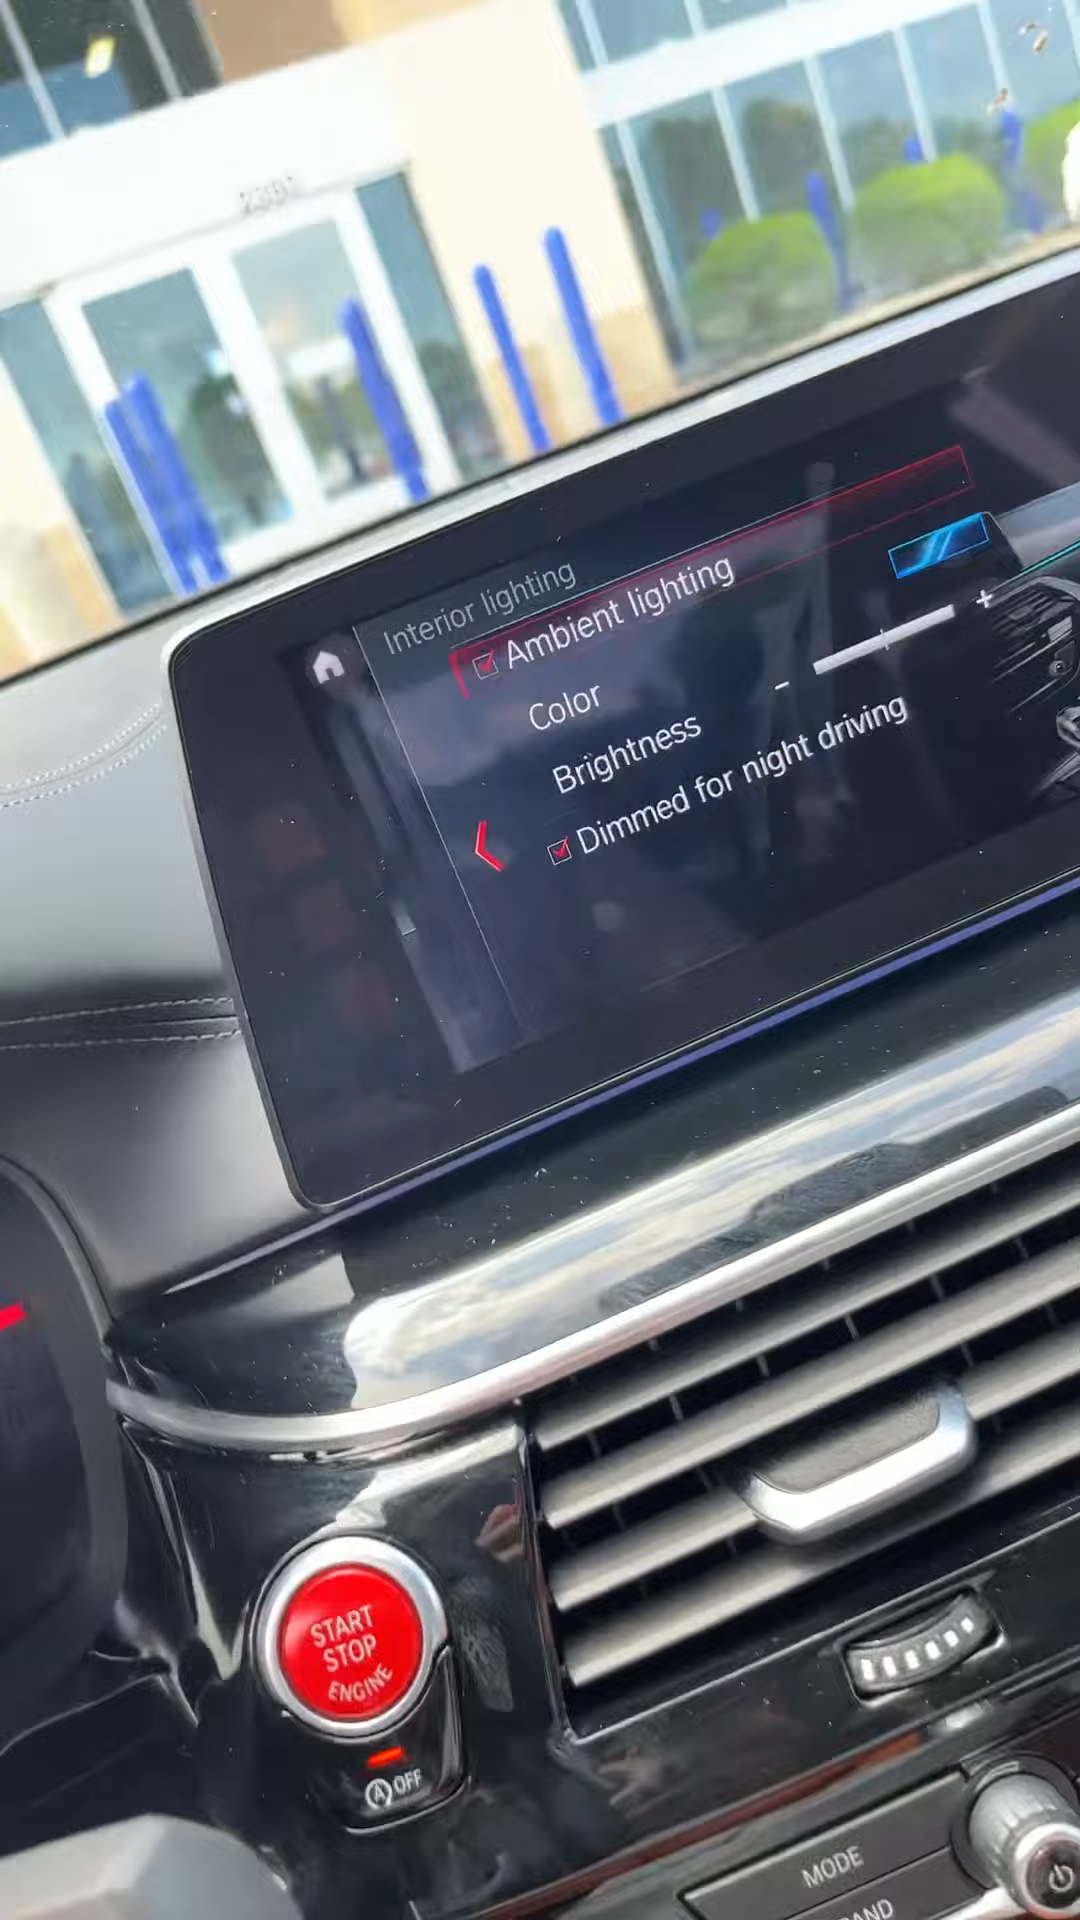 Interior lighting
Ambient lighting
Color
Brightness
- +
Dimmed for night driving
START
STOP
ENGINE
A OFF
MODE